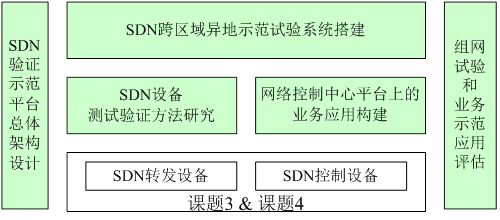 SDN
验证
示范
平台
总体
架构
设计
SDN跨区域异地示范试验系统搭建
SDN设备
测试验证方法研究
网络控制中心平台上的
业务应用构建
SDN转发设备
SDN控制设备
课题3 & 课题4
组网
试验
和
业务
示范
应用
评估